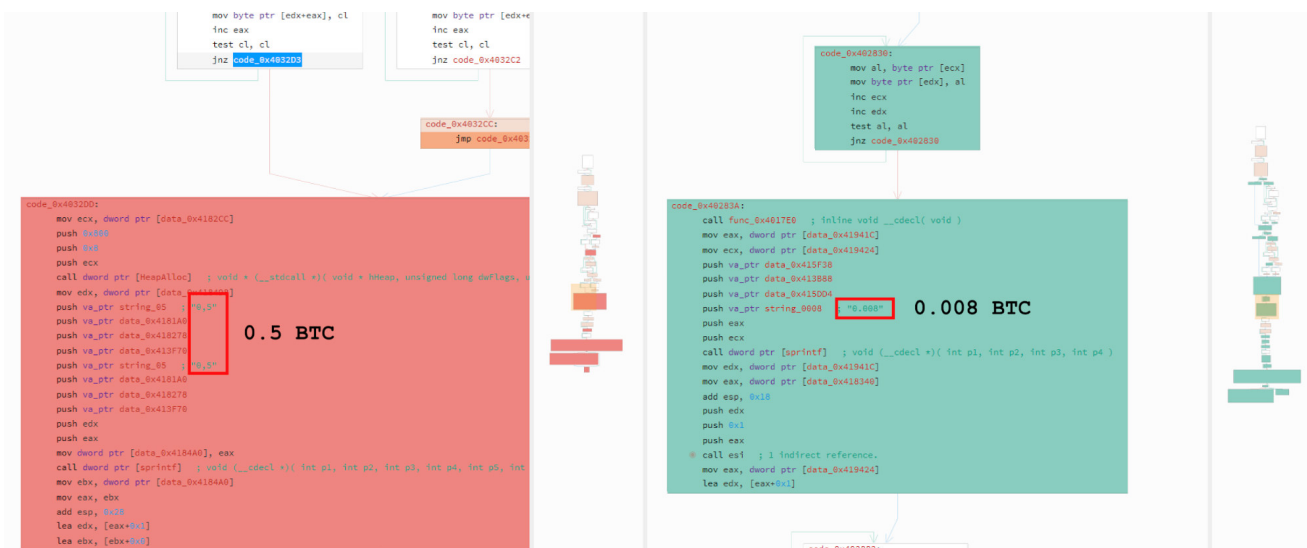 mov byte ptr [edx+eax], cl
inc eax
test cl, cl
jnz code_0x4032D3
mov byte ptr [edx+e
inc eax
test cl, cl
jnz code_0x4032C2
code_0x4032CC:
jmp code_0x403
code_0x4032DD:
mov ecx, dword ptr [data_0x4182CC]
push 0x800
push 0x8
push ecx
call dword ptr [HeapAlloc] ; void * (__stdcall *)( void * hHeap, unsigned long dwFlags, u
mov edx, dword ptr
push va_ptr string_05 ; "0,5"
push va_ptr data_0x4181A0
push va_ptr data_0x418278
push va_ptr data_0x413F70
push va_ptr string_05 ; "0,5"
push va_ptr data_0x4181A0
push va_ptr data_0x418278
push va_ptr data_0x413F70
push edx
push eax
mov dword ptr [data_0x4184A0], eax
call dword ptr [sprintf] ; void (__cdecl *)( int p1, int p2, int p3, int p4, int p5, int
mov ebx, dword ptr [data_0x4184A0]
mov eax, ebx
add esp, 0x28
lea edx, [eax+0x1]
lea ebx, [ebx+0x0]
0.5 BTC
code_0x402830:
mov al, byte ptr [ecx]
mov byte ptr [edx], al
inc ecx
inc edx
test al, al
jnz code_0x402830
code_0x40283A:
call func_0x4017E0 ; inline void __cdecl( void )
mov eax, dword ptr [data_0x41941C]
mov ecx, dword ptr [data_0x419424]
push va_ptr data_0x415F38
push va_ptr data_0x413B88
push va_ptr data_0x415DD4
push va_ptr string_0008 ; "0.008"
push eax
push ecx
call dword ptr [sprintf] ; void (__cdecl *)( int p1, int p2, int p3, int p4 )
mov edx, dword ptr [data_0x41941C]
mov eax, dword ptr [data_0x418340]
add esp, 0x18
push edx
push 0x1
push eax
call esi ; 1 indirect reference.
mov eax, dword ptr [data_0x419424]
lea edx, [eax+0x1]
0.008 BTC